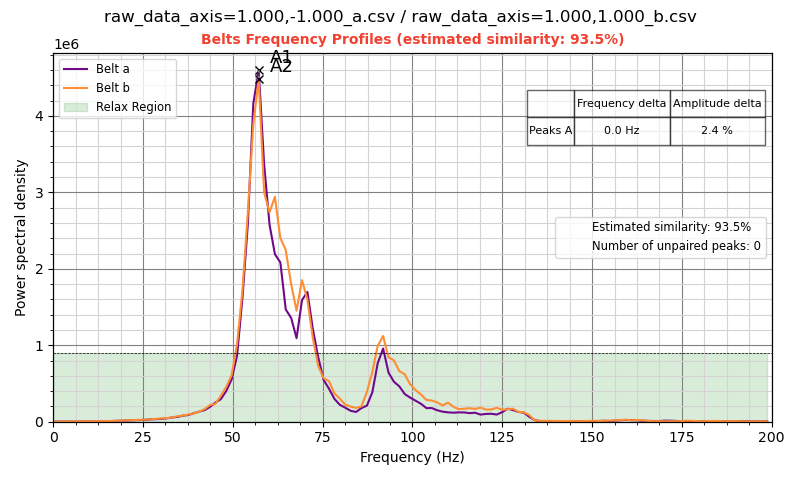 raw_data_axis=1.000,-1.000_a.csv / raw_data_axis=1.000,1.000_b.csv
Belts Frequency Profiles (estimated similarity: 93.5%)
1e6
Belt a
Belt b
Relax Region
A1
A2
Frequency delta Amplitude delta
Peaks A 0.0 Hz 2.4 %
Estimated similarity: 93.5%
Number of unpaired peaks: 0
Power spectral density
4
3
2
1
0
0 25 50 75 100 125 150 175 200
Frequency (Hz)